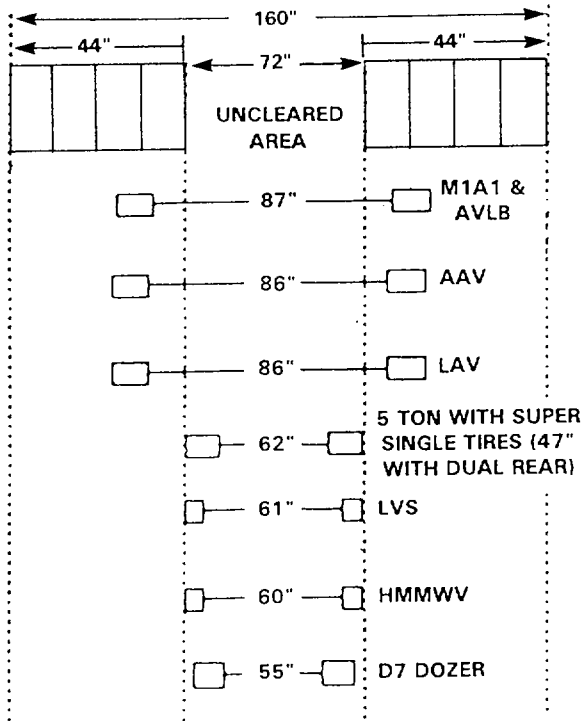 160"
44"
44"
72"
UNCLEARED
AREA
87"
M1A1 &
AVLB
86"
AAV
86"
LAV
62"
5 TON WITH SUPER
SINGLE TIRES (47"
WITH DUAL REAR)
61"
LVS
60"
HMMWV
55"
D7 DOZER